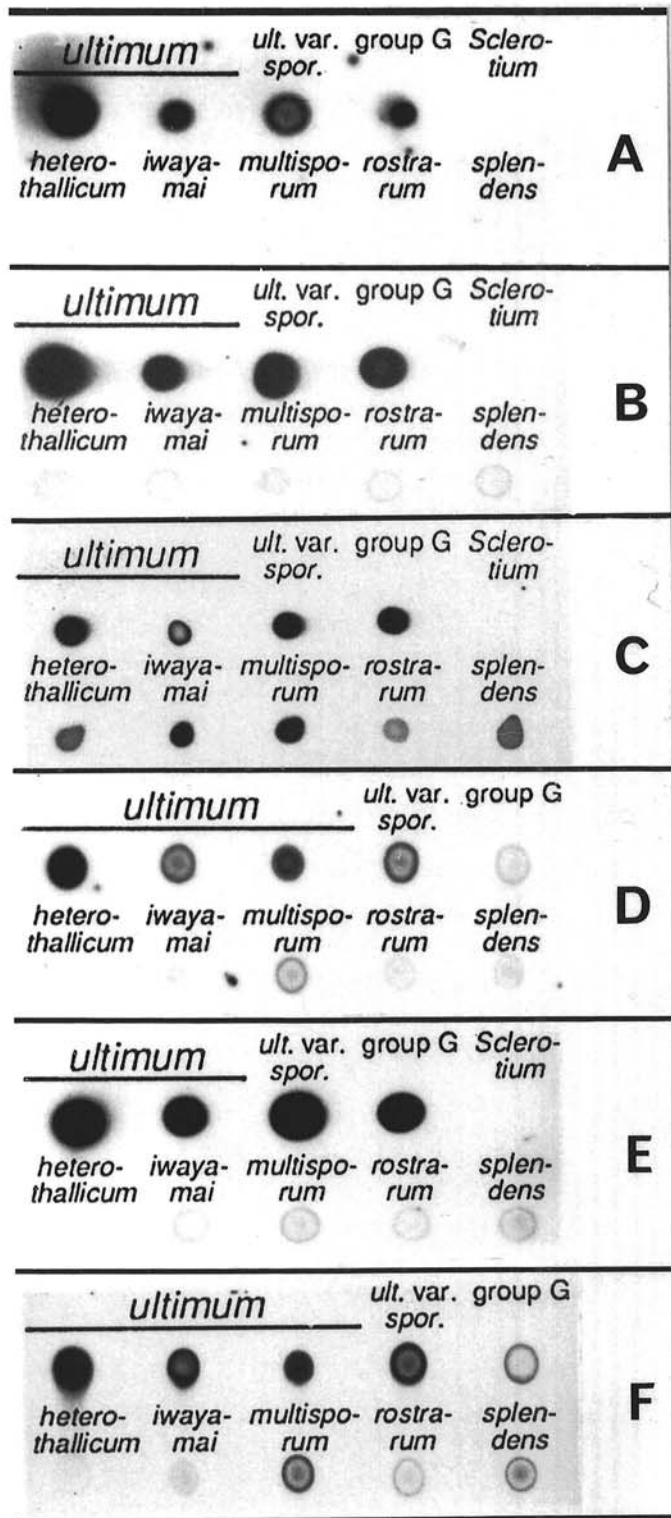 ultimum ult. var. group G Sclero-
spor. tium
hetero- iwaya- multispo- rostra- splen-
thallicum mai rum rum dens
A
ultimum ult. var. group G Sclero-
spor. tium
hetero- iwaya- multispo- rostra- splen-
thallicum mai rum rum dens
B
ultimum ult. var. group G Sclero-
spor. tium
hetero- iwaya- multispo- rostra- splen-
thallicum mai rum rum dens
C
ultimum ult. var. group G
spor.
hetero- iwaya- multispo- rostra- splen-
thallicum mai rum rum dens
D
ultimum ult. var. group G Sclero-
spor. tium
hetero- iwaya- multispo- rostra- splen-
thallicum mai rum rum dens
E
ultimum ult. var. group G
spor.
hetero- iwaya- multispo- rostra- splen-
thallicum mai rum rum dens
F